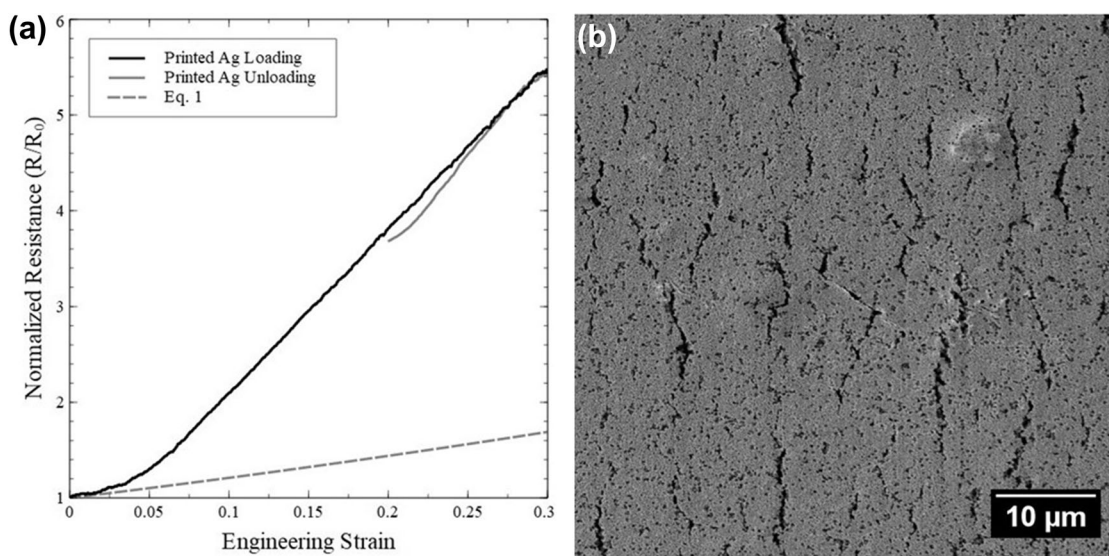 (a)
6
5
4
3
2
1
Normalized Resistance (R/R₀)
Printed Ag Loading
Printed Ag Unloading
Eq. 1
0 0.05 0.1 0.15 0.2 0.25 0.3
Engineering Strain
(b)
10 µm